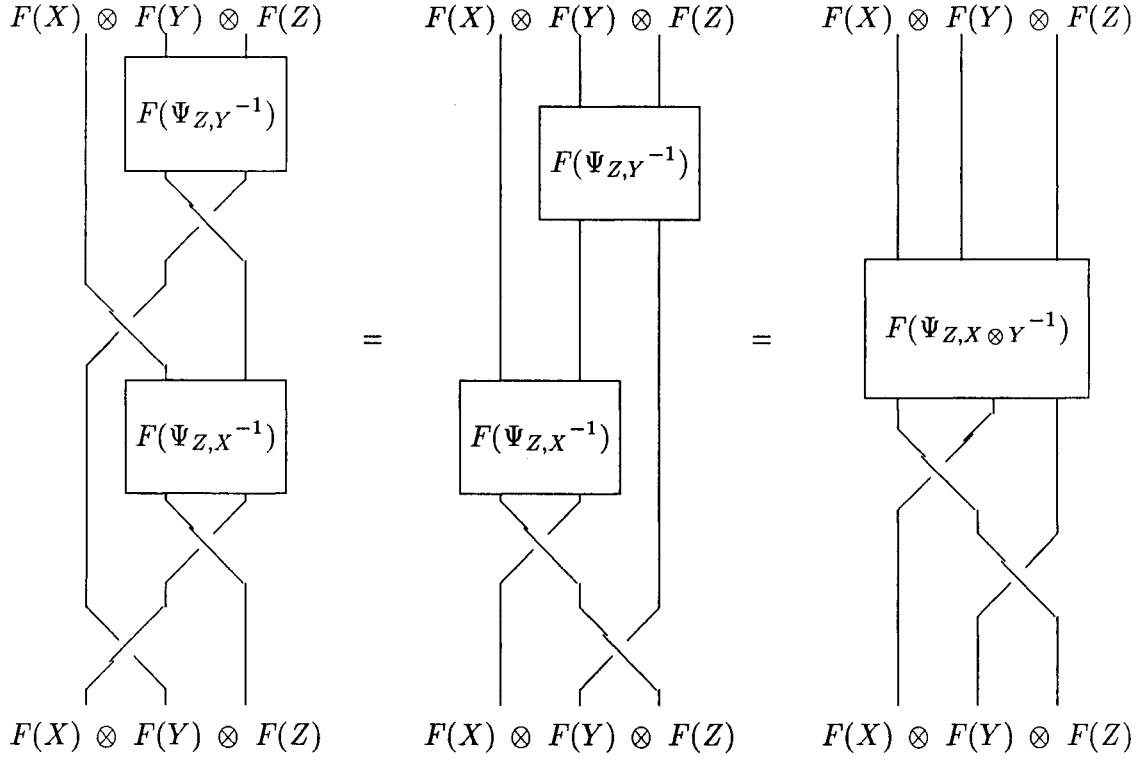 F(X) ⊗ F(Y) ⊗ F(Z) F(X) ⊗ F(Y) ⊗ F(Z) F(X) ⊗ F(Y) ⊗ F(Z)
F(Ψ_{Z,Y}^{-1})
F(Ψ_{Z,Y}^{-1})
= = F(Ψ_{Z,X⊗Y}^{-1})
F(Ψ_{Z,X}^{-1}) F(Ψ_{Z,X}^{-1})
F(X) ⊗ F(Y) ⊗ F(Z) F(X) ⊗ F(Y) ⊗ F(Z) F(X) ⊗ F(Y) ⊗ F(Z)